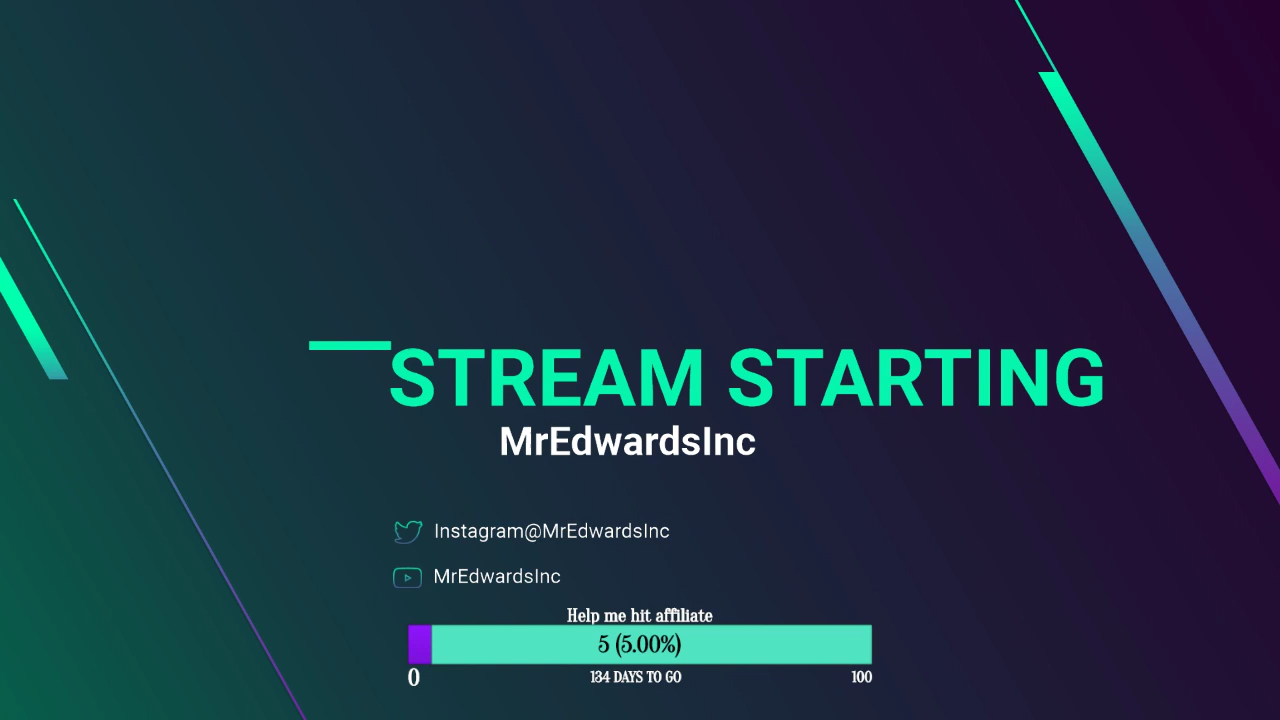 STREAM STARTING
MrEdwardsInc
Instagram@MrEdwardsInc
MrEdwardsInc
Help me hit affiliate
5 (5.00%)
0 134 DAYS TO GO 100